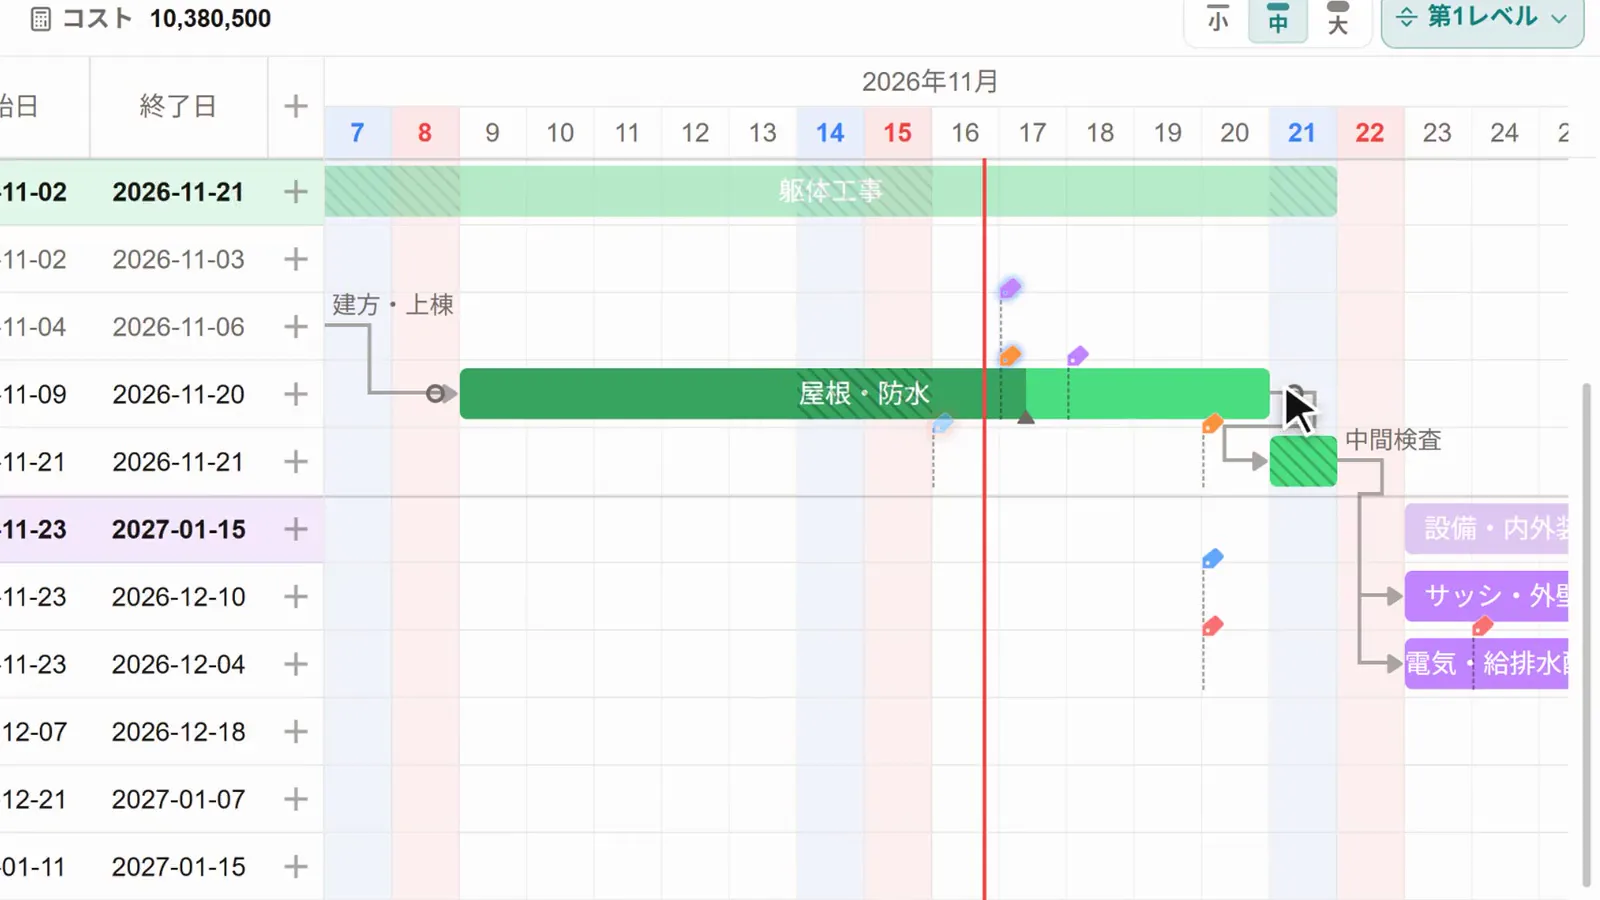 コスト 10,380,500
小 中 大 第1レベル
始日 終了日 +
2026年11月
7 8 9 10 11 12 13 14 15 16 17 18 19 20 21 22 23 24 2
-11-02 2026-11-21 +
躯体工事
-11-02 2026-11-03 +
建方・上棟
-11-04 2026-11-06 +
-11-09 2026-11-20 +
屋根・防水
中間検査
-11-21 2026-11-21 +
-11-23 2027-01-15 +
設備・内外装
-11-23 2026-12-10 +
サッシ・外壁
-11-23 2026-12-04 +
電気・給排水配
12-07 2026-12-18 +
12-21 2027-01-07 +
01-11 2027-01-15 +